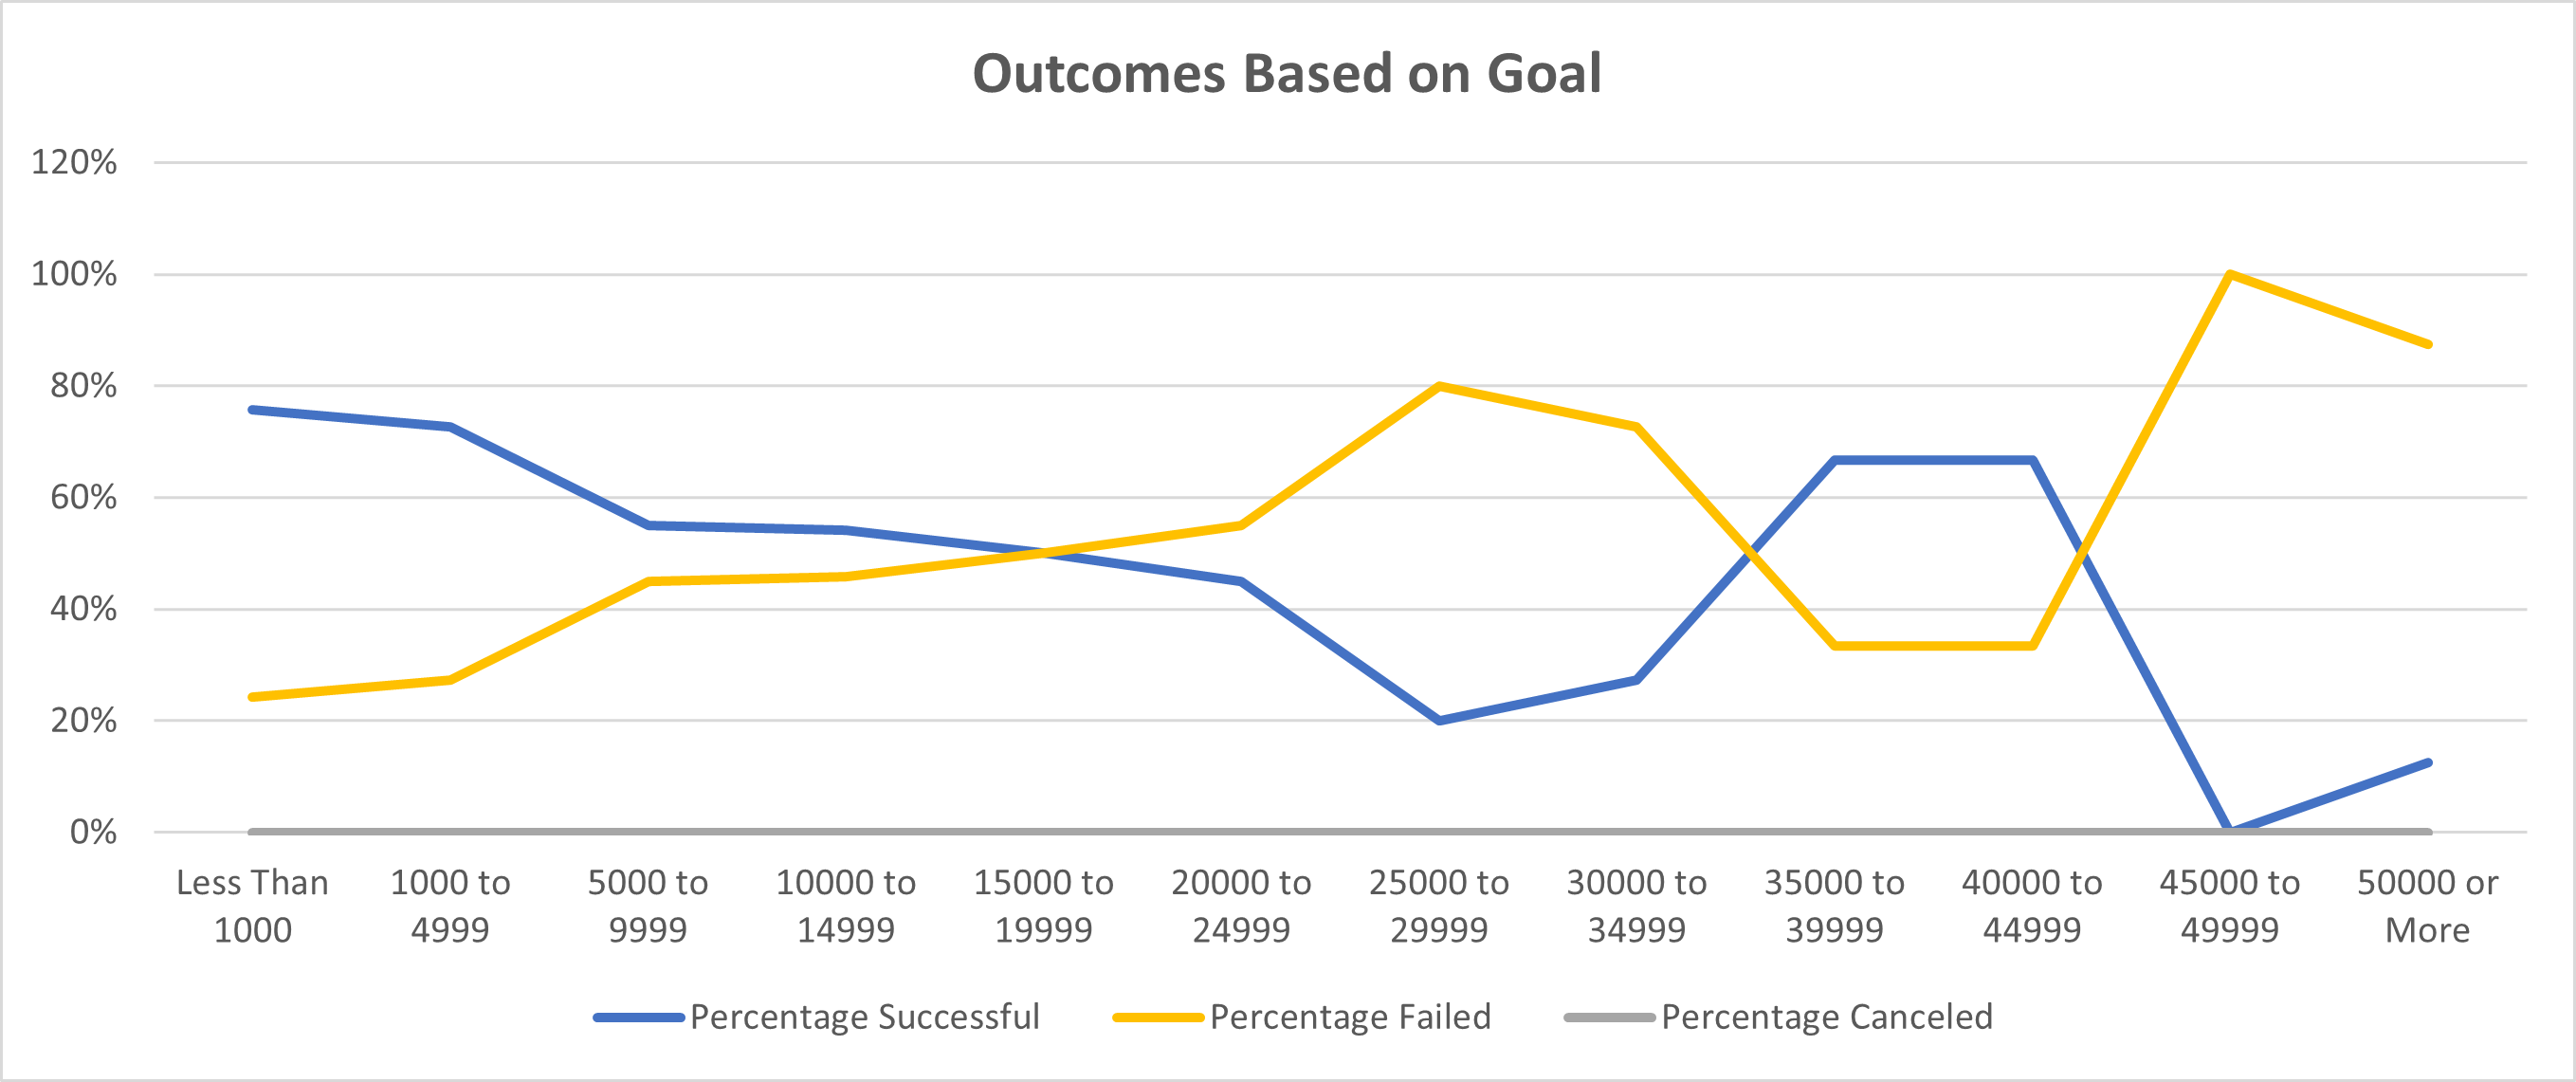 Outcomes Based on Goal
120%
100%
80%
60%
40%
20%
0%
Less Than 1000 to 5000 to 10000 to 15000 to 20000 to 25000 to 30000 to 35000 to 40000 to 45000 to 50000 or
1000 4999 9999 14999 19999 24999 29999 34999 39999 44999 49999 More
Percentage Successful Percentage Failed Percentage Canceled